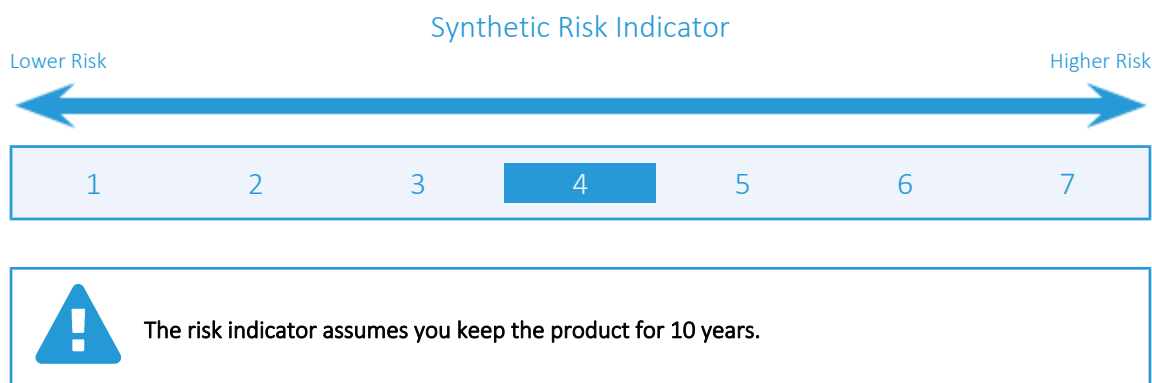 Synthetic Risk Indicator
Lower Risk Higher Risk
1 2 3 4 5 6 7
The risk indicator assumes you keep the product for 10 years.